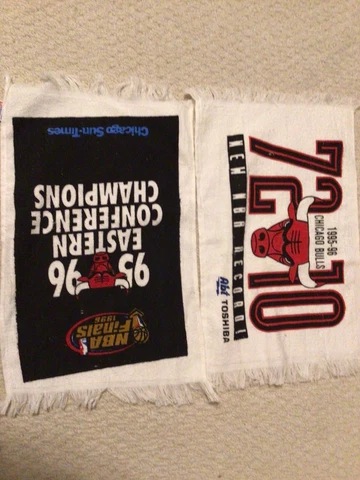 Chicago Sun-Times
EASTERN
CONFERENCE
CHAMPIONS
95 96
NBA
Finals
1996
72 10
1995-96
CHICAGO BULLS
NEW NBA RECORD!
Abt TOSHIBA